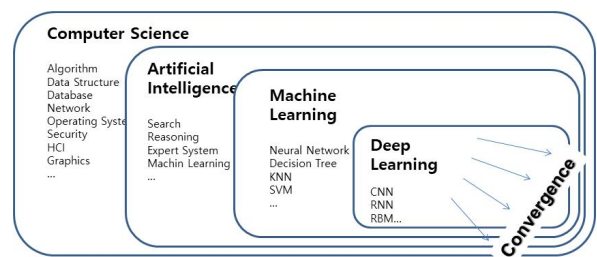 Computer Science
Algorithm
Data Structure
Database
Network
Operating Syste
Security
HCI
Graphics
...
Artificial
Intelligence
Search
Reasoning
Expert System
Machin Learning
...
Machine
Learning
Neural Network
Decision Tree
KNN
SVM
...
Deep
Learning
CNN
RNN
RBM...
Convergence